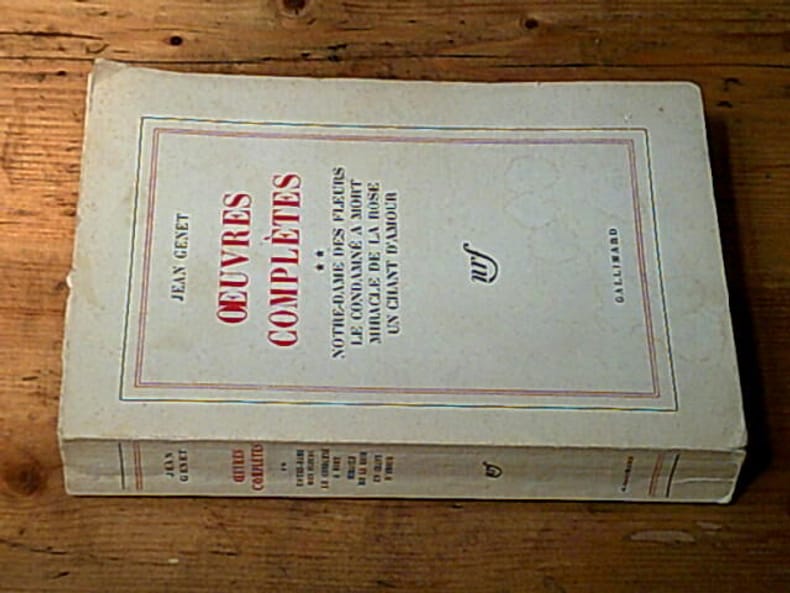 JEAN GENET
ŒUVRES
COMPLÈTES
**
NOTRE-DAME DES FLEURS
LE CONDAMNÉ A MORT
MIRACLE DE LA ROSE
UN CHANT D'AMOUR
nrf
GALLIMARD
JEAN
GENET
ŒUVRES
COMPLÈTES
nrf